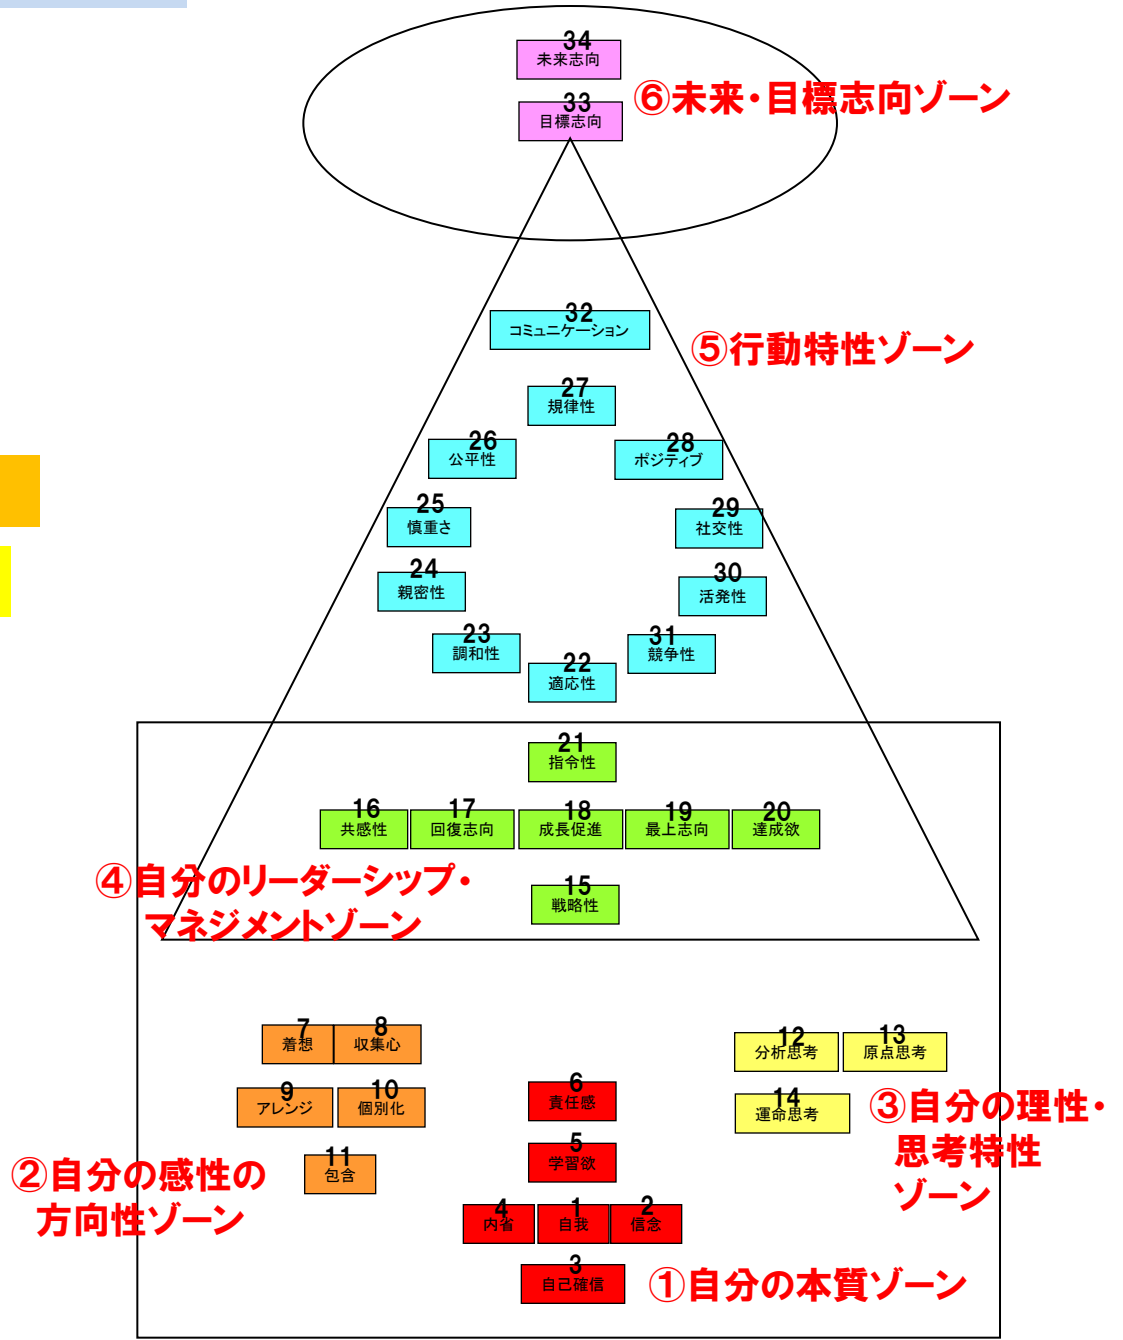 34
未来志向
33
目標志向
⑥未来・目標志向ゾーン
32
コミュニケーション
⑤行動特性ゾーン
27
規律性
26
公平性
28
ポジティブ
25
慎重さ
29
社交性
24
親密性
30
活発性
23
調和性
31
競争性
22
適応性
21
指令性
16
共感性
17
回復志向
18
成長促進
19
最上志向
20
達成欲
④自分のリーダーシップ・
マネジメントゾーン
15
戦略性
7
着想
8
収集心
12
分析思考
13
原点思考
9
アレンジ
10
個別化
6
責任感
14
運命思考
③自分の理性・
思考特性
ゾーン
11
包含
5
学習欲
②自分の感性の
方向性ゾーン
4
内省
1
自我
2
信念
3
自己確信
①自分の本質ゾーン